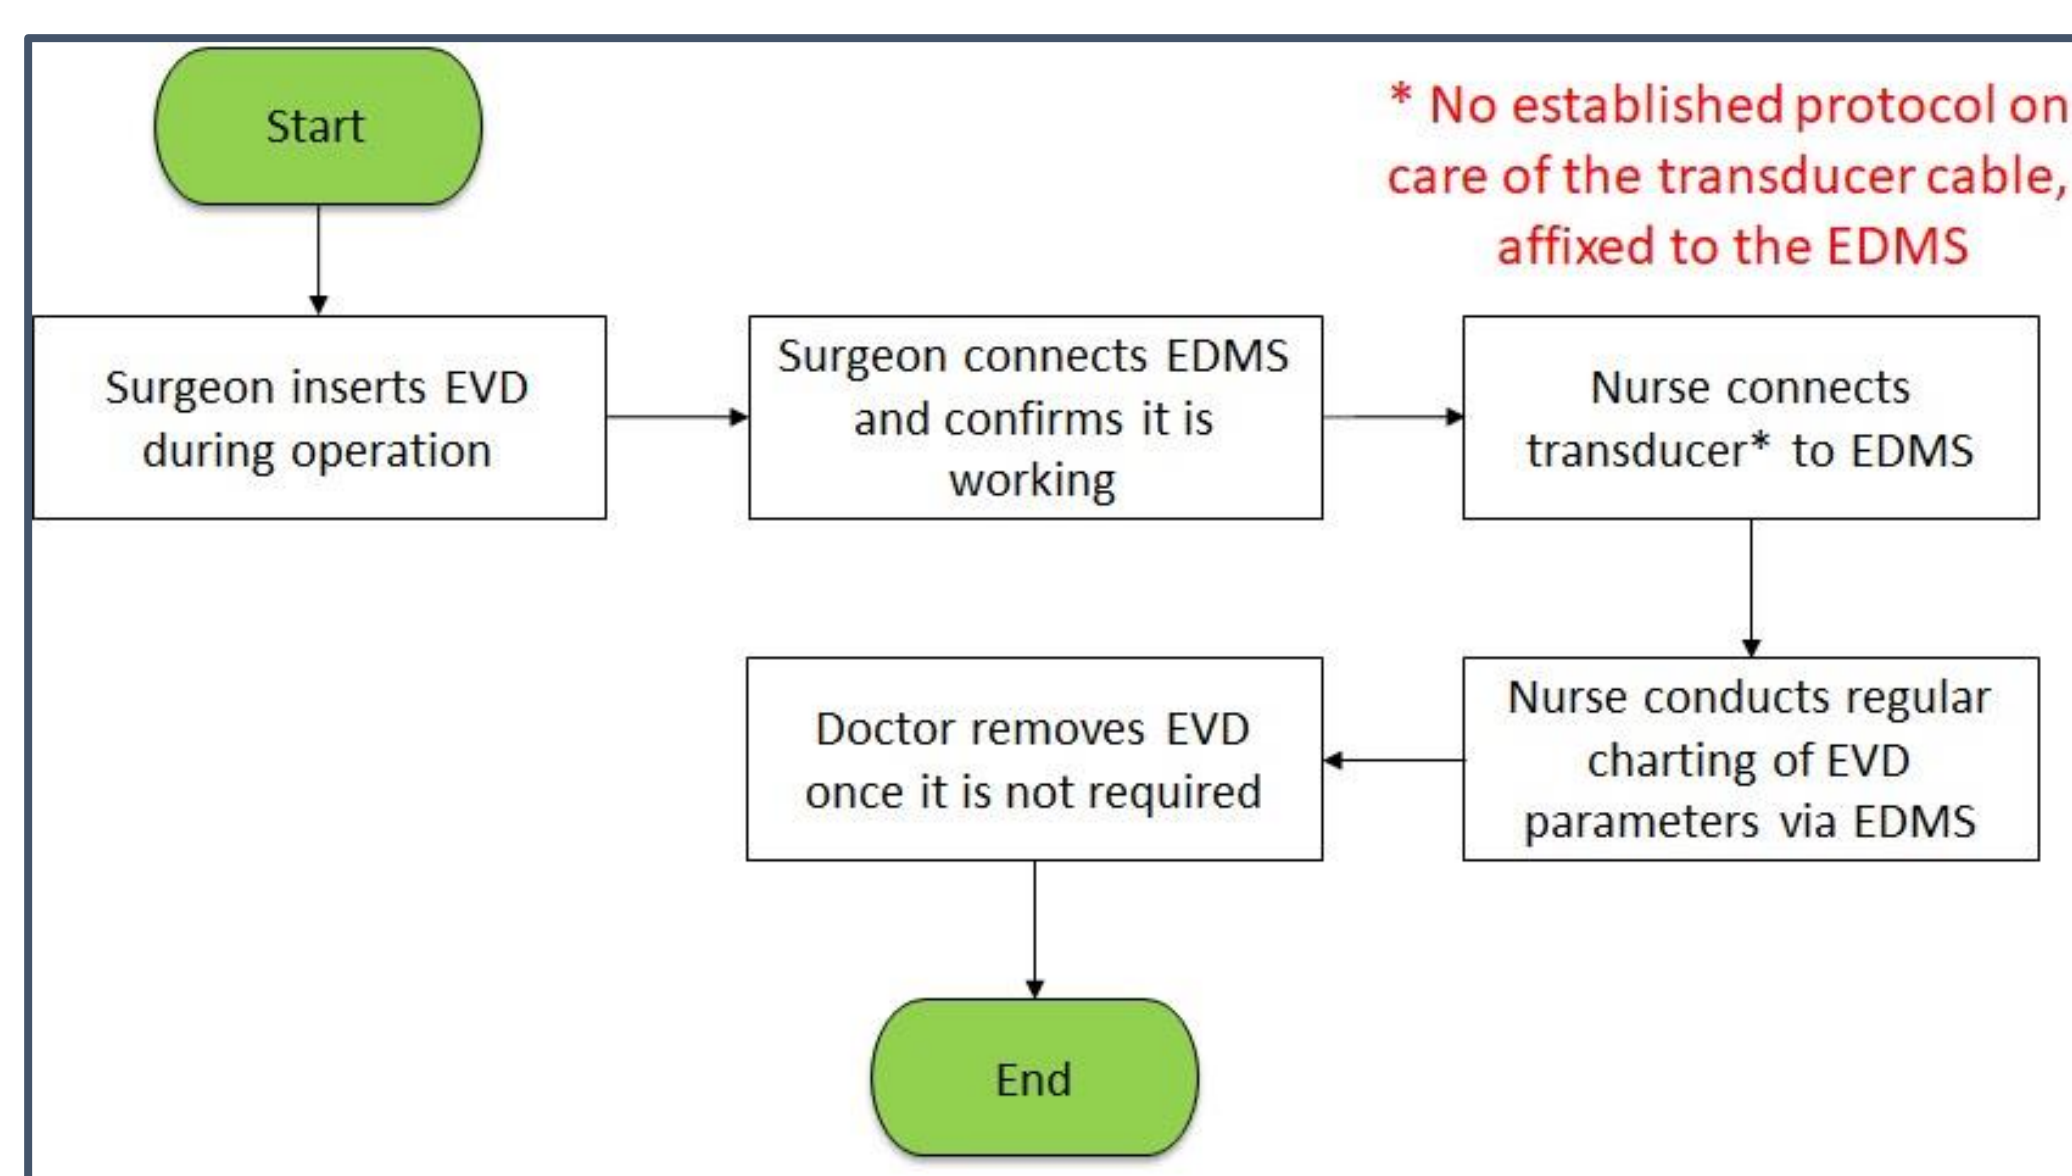 Start
* No established protocol on
care of the transducer cable,
affixed to the EDMS
Surgeon inserts EVD
during operation
Surgeon connects EDMS
and confirms it is
working
Nurse connects
transducer* to EDMS
Nurse conducts regular
charting of EVD
parameters via EDMS
Doctor removes EVD
once it is not required
End